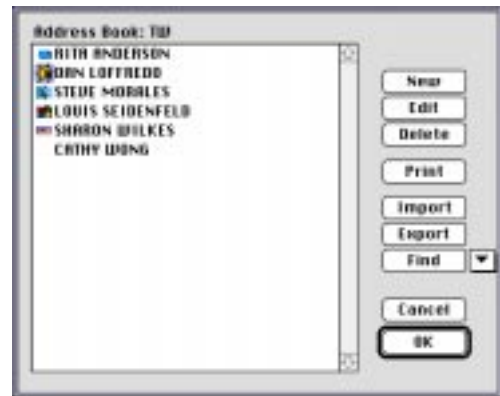 Address Book: TW
RITA ANDERSON
DAN LOFFREDO
STEVE MORALES
LOUIS SEIDENFELD
SHARON WILKES
CATHY WONG
New
Edit
Delete
Print
Import
Export
Find
Cancel
OK